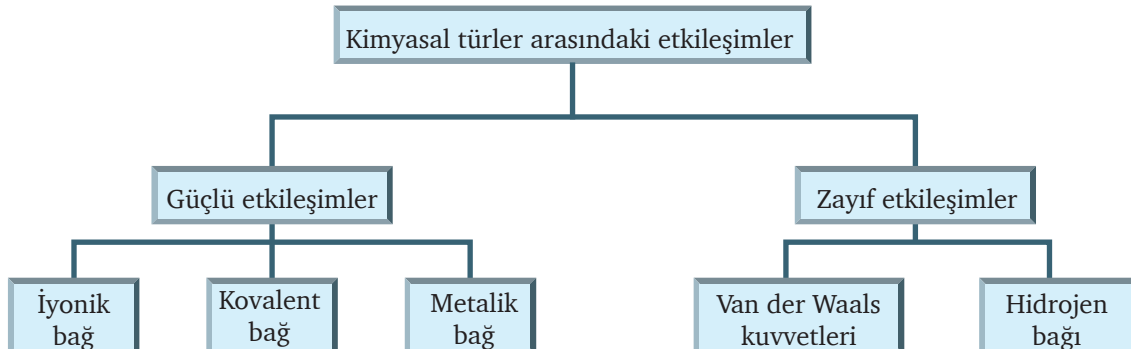 Kimyasal türler arasındaki etkileşimler
Güçlü etkileşimler
Zayıf etkileşimler
İyonik
bağ
Kovalent
bağ
Metalik
bağ
Van der Waals
kuvvetleri
Hidrojen
bağı